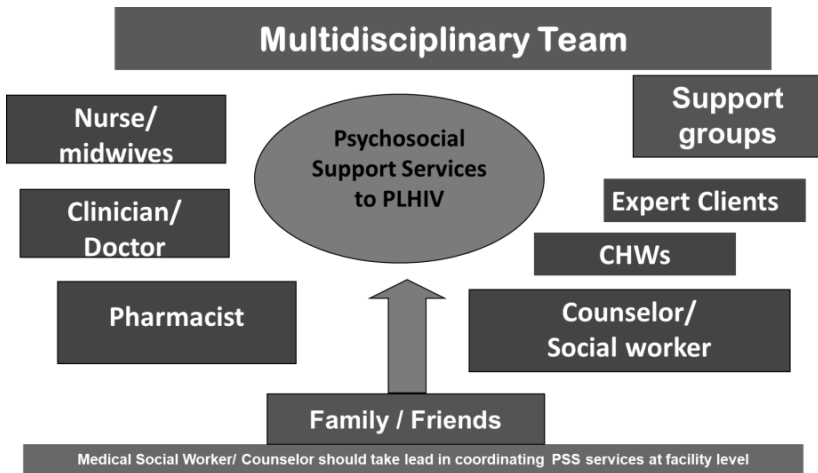 Multidisciplinary Team
Nurse/
midwives
Clinician/
Doctor
Pharmacist
Psychosocial
Support Services
to PLHIV
Support
groups
Expert Clients
CHWs
Counselor/
Social worker
Family / Friends
Medical Social Worker/ Counselor should take lead in coordinating PSS services at facility level